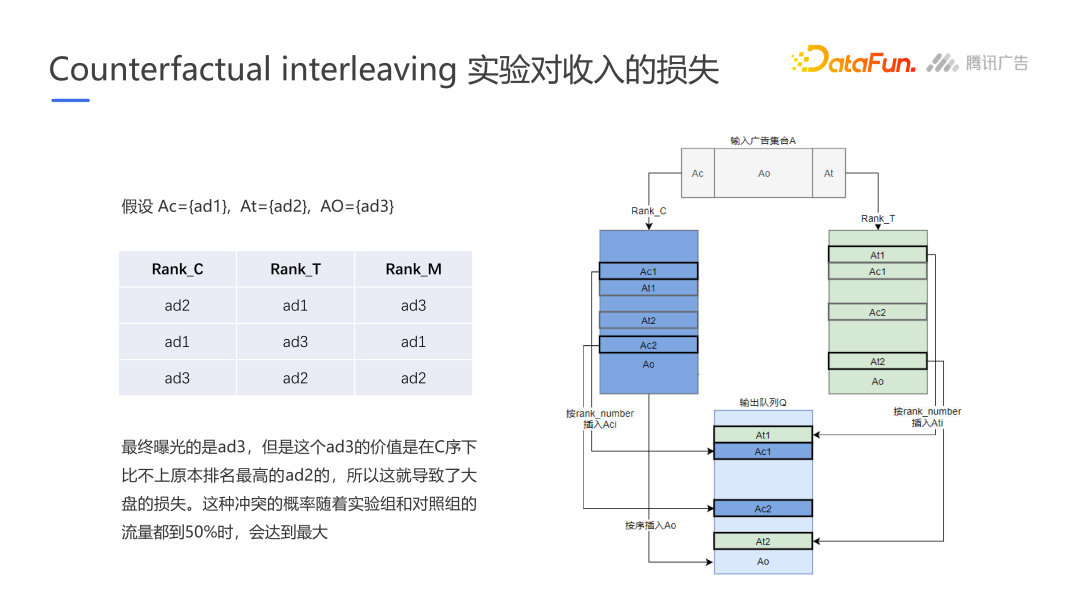 Counterfactual interleaving 实验对收入的损失
DataFun.
腾讯广告
假设 Ac={ad1}, At={ad2}, AO={ad3}
Rank_C Rank_T Rank_M
ad2 ad1 ad3
ad1 ad3 ad1
ad3 ad2 ad2
最终曝光的是ad3，但是这个ad3的价值是在C序下
比不上原本排名最高的ad2的，所以这就导致了大
盘的损失。这种冲突的概率随着实验组和对照组的
流量都到50%时，会达到最大
输入广告集合A
Ac Ao At
Rank_C
Rank_T
Ac1
At1
At2
Ac2
Ao
At1
Ac1
Ac2
At2
Ao
按rank_number
插入Aci
按rank_number
插入Ati
按序插入Ao
输出队列Q
At1
Ac1
Ac2
At2
Ao